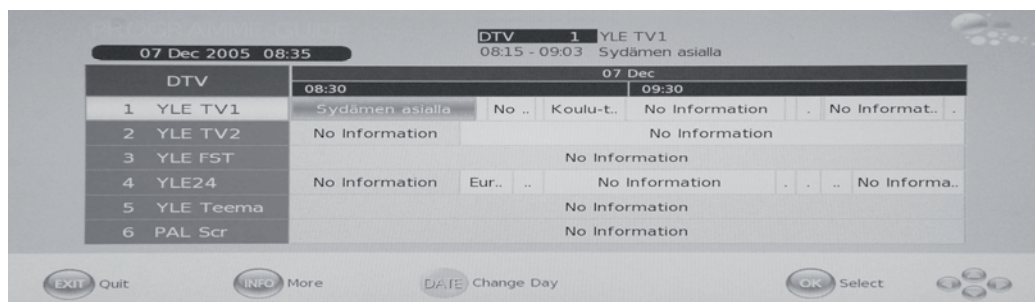 PROGRAMME GUIDE
DTV 1 YLE TV1
07 Dec 2005 08:35 08:15 - 09:03 Sydämen asialla
DTV 07 Dec
08:30 09:30
1 YLE TV1 Sydämen asialla No .. Koulu-t.. No Information . No Informat.. .
2 YLE TV2 No Information No Information
3 YLE FST No Information
4 YLE24 No Information Eur.. .. No Information . . .. No Informa..
5 YLE Teema No Information
6 PAL Scr No Information
EXIT Quit INFO More DATE Change Day OK Select